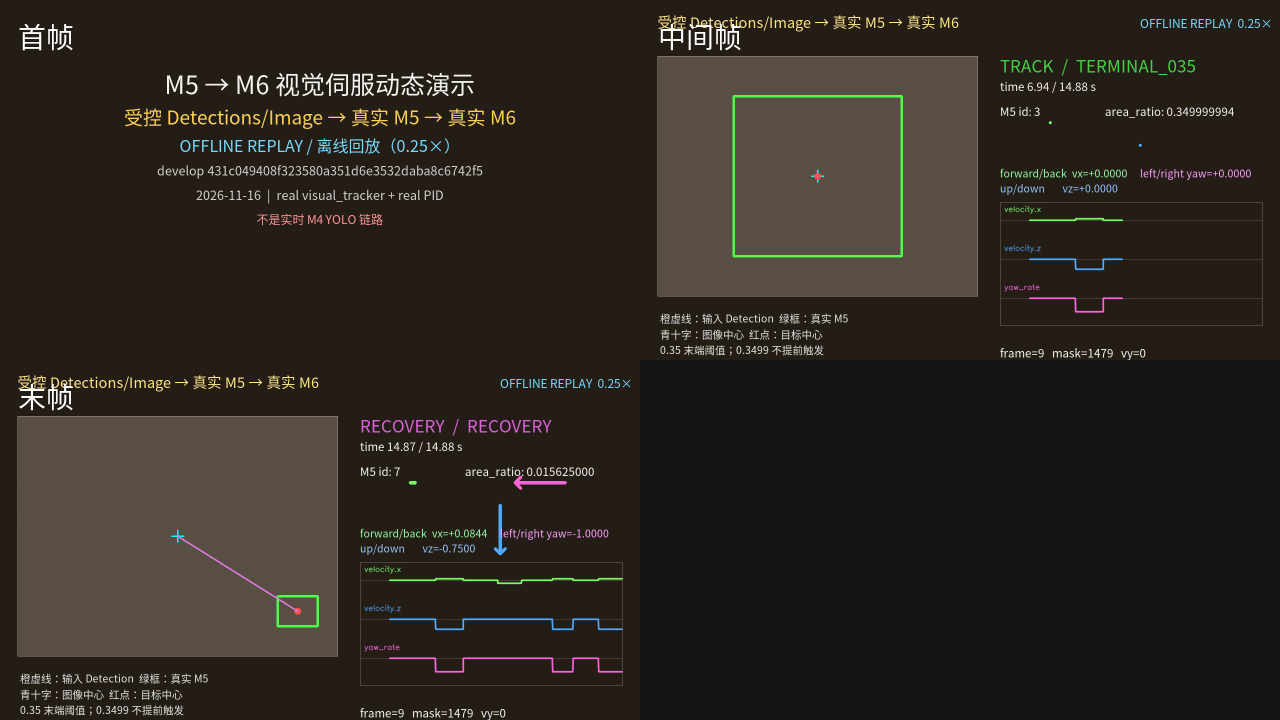 首帧
M5 → M6 视觉伺服动态演示
受控 Detections/Image → 真实 M5 → 真实 M6
OFFLINE REPLAY / 离线回放（0.25×）
develop 431c049408f323580a351d6e3532daba8c6742f5
2026-11-16 | real visual_tracker + real PID
不是实时 M4 YOLO 链路
受控 Detections/Image → 真实 M5 → 真实 M6
OFFLINE REPLAY 0.25×
中间帧
TRACK / TERMINAL_035
time 6.94 / 14.88 s
M5 id: 3 area_ratio: 0.349999994
forward/back vx=+0.0000 left/right yaw=+0.0000
up/down vz=+0.0000
velocity.x
velocity.z
yaw_rate
橙虚线：输入 Detection 绿框：真实 M5
青十字：图像中心 红点：目标中心
0.35 末端阈值；0.3499 不提前触发
frame=9 mask=1479 vy=0
受控 Detections/Image → 真实 M5 → 真实 M6
OFFLINE REPLAY 0.25×
末帧
RECOVERY / RECOVERY
time 14.87 / 14.88 s
M5 id: 7 area_ratio: 0.015625000
forward/back vx=+0.0844 left/right yaw=-1.0000
up/down vz=-0.7500
velocity.x
velocity.z
yaw_rate
橙虚线：输入 Detection 绿框：真实 M5
青十字：图像中心 红点：目标中心
0.35 末端阈值；0.3499 不提前触发
frame=9 mask=1479 vy=0